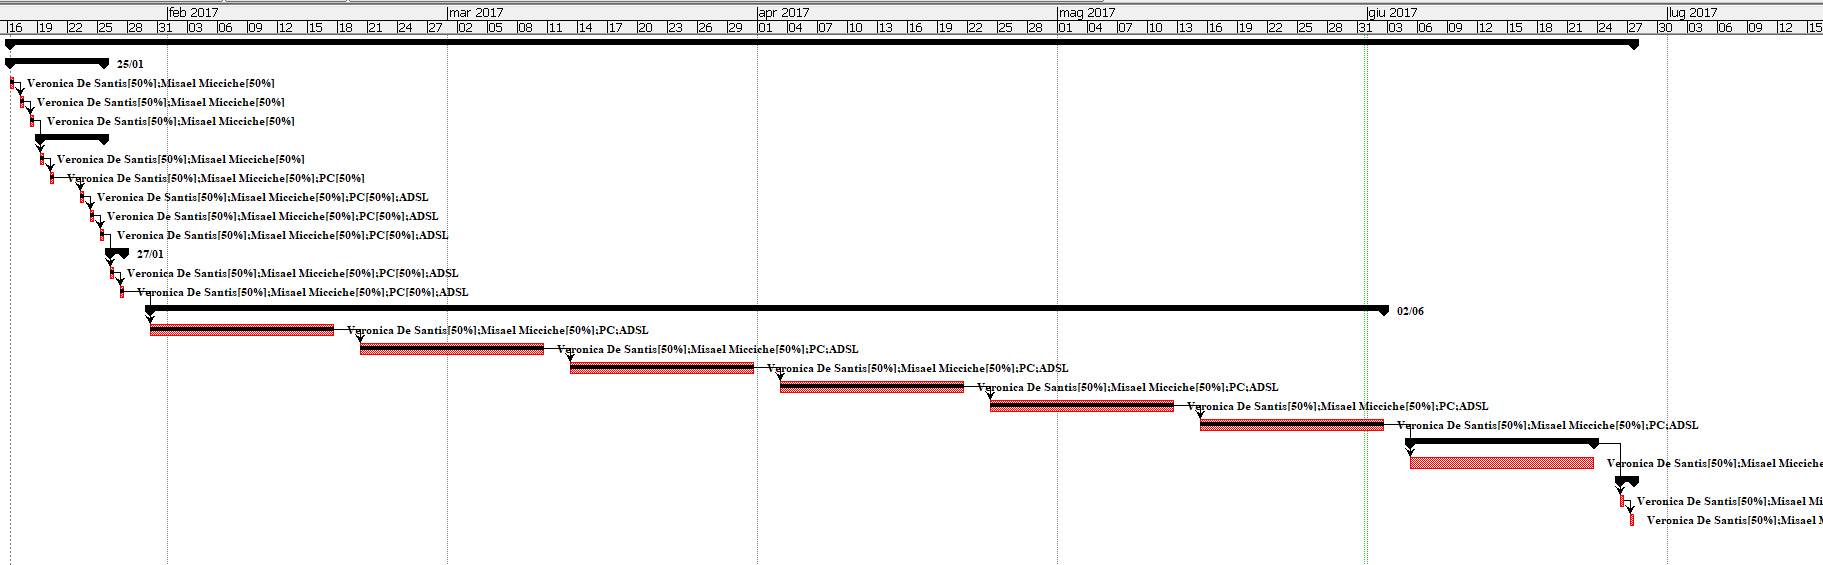 feb 2017 mar 2017 apr 2017 mag 2017 giu 2017 lug 2017
16 19 22 25 28 31 03 06 09 12 15 18 21 24 27 02 05 08 11 14 17 20 23 26 29 01 04 07 10 13 16 19 22 25 28 01 04 07 10 13 16 19 22 25 28 31 03 06 09 12 15 18 21 24 27 30 03 06 09 12 15
25/01
Veronica De Santis[50%];Misael Micciche[50%]
Veronica De Santis[50%];Misael Micciche[50%]
Veronica De Santis[50%];Misael Micciche[50%]
Veronica De Santis[50%];Misael Micciche[50%]
Veronica De Santis[50%];Misael Micciche[50%];PC[50%]
Veronica De Santis[50%];Misael Micciche[50%];PC[50%];ADSL
Veronica De Santis[50%];Misael Micciche[50%];PC[50%];ADSL
Veronica De Santis[50%];Misael Micciche[50%];PC[50%];ADSL
27/01
Veronica De Santis[50%];Misael Micciche[50%];PC[50%];ADSL
Veronica De Santis[50%];Misael Micciche[50%];PC[50%];ADSL
02/06
Veronica De Santis[50%];Misael Micciche[50%];PC;ADSL
Veronica De Santis[50%];Misael Micciche[50%];PC;ADSL
Veronica De Santis[50%];Misael Micciche[50%];PC;ADSL
Veronica De Santis[50%];Misael Micciche[50%];PC;ADSL
Veronica De Santis[50%];Misael Micciche[50%];PC;ADSL
Veronica De Santis[50%];Misael Micciche[50%];PC;ADSL
Veronica De Santis[50%];Misael Micciche
Veronica De Santis[50%];Misael Mi
Veronica De Santis[50%];Misael M